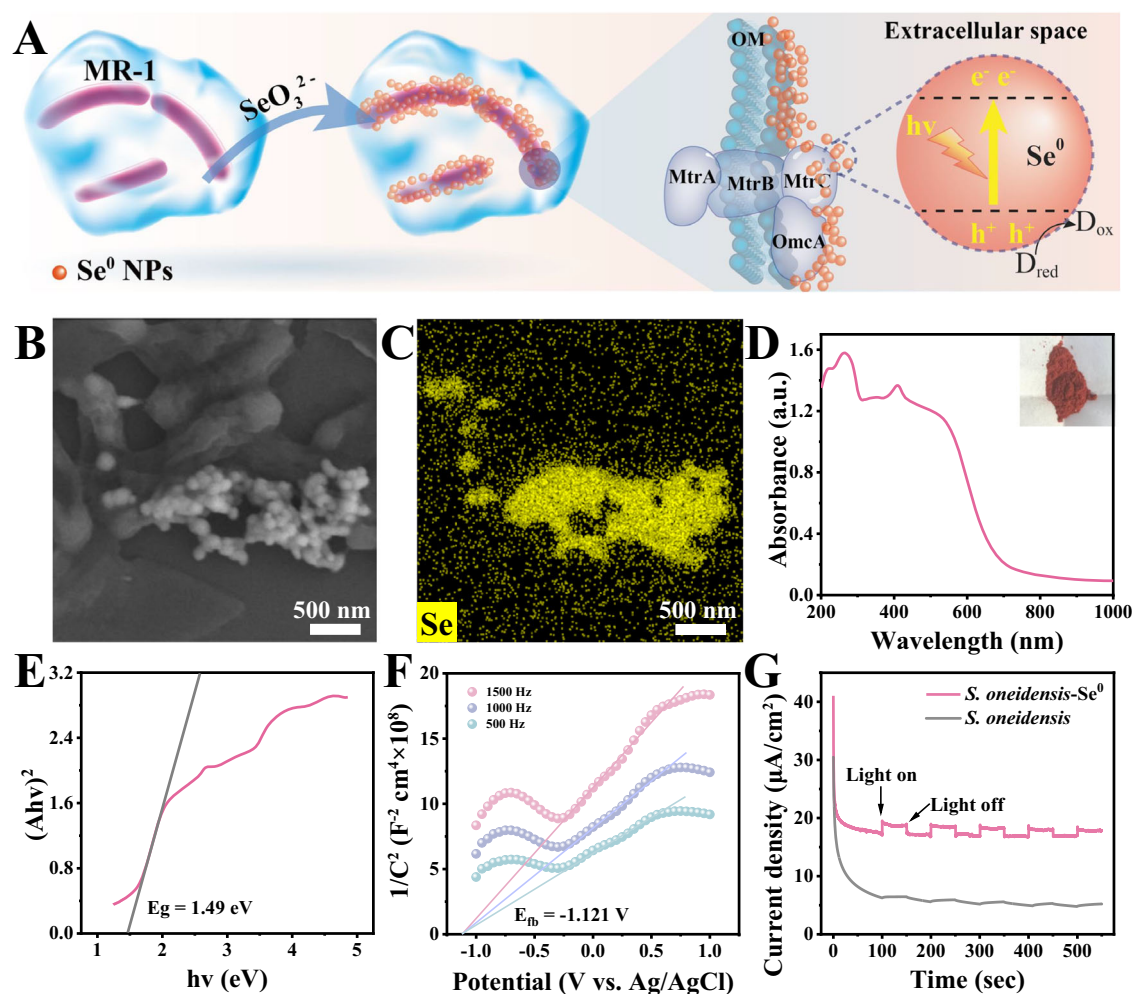 A
MR-1
SeO₃²⁻
Se⁰ NPs
OM
MtrA
MtrB
MtrC
OmcA
Extracellular space
e⁻ e⁻
hν
Se⁰
h⁺ h⁺
D_ox
D_red
B
500 nm
C
Se
500 nm
D
Absorbance (a.u.)
1.6
1.2
0.8
0.4
0.0
200 400 600 800 1000
Wavelength (nm)
E
(Ahν)²
3.2
2.4
1.6
0.8
0.0
Eg = 1.49 eV
1 2 3 4 5
hν (eV)
F
1/C² (F⁻² cm⁴×10⁸)
20
15
10
5
0
1500 Hz
1000 Hz
500 Hz
E_fb = -1.121 V
-1.0 -0.5 0.0 0.5 1.0
Potential (V vs. Ag/AgCl)
G
Current density (μA/cm²)
50
40
30
20
10
0
S. oneidensis-Se⁰
S. oneidensis
Light on
Light off
0 100 200 300 400 500
Time (sec)